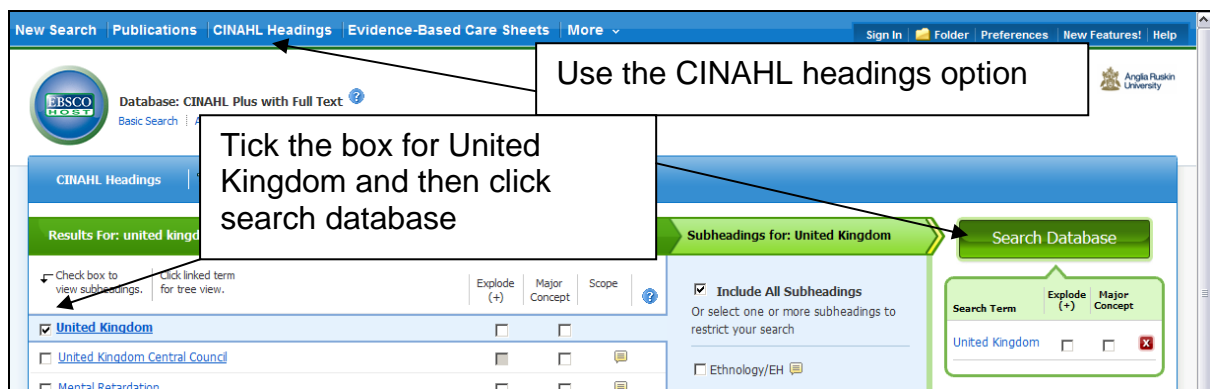 New Search Publications CINAHL Headings Evidence-Based Care Sheets More
Sign In Folder Preferences New Features! Help
Use the CINAHL headings option
Anglia Ruskin
University
EBSCO
HOST
Database: CINAHL Plus with Full Text
Basic Search
Tick the box for United
Kingdom and then click
search database
CINAHL Headings
Results For: united kingd
Subheadings for: United Kingdom
Search Database
Check box to
view subheadings.
Click linked term
for tree view.
Explode
(+)
Major
Concept
Scope
Include All Subheadings
Or select one or more subheadings to
restrict your search
Search Term
Explode
(+)
Major
Concept
United Kingdom
United Kingdom
United Kingdom Central Council
Ethnology/EH
Mental Retardation